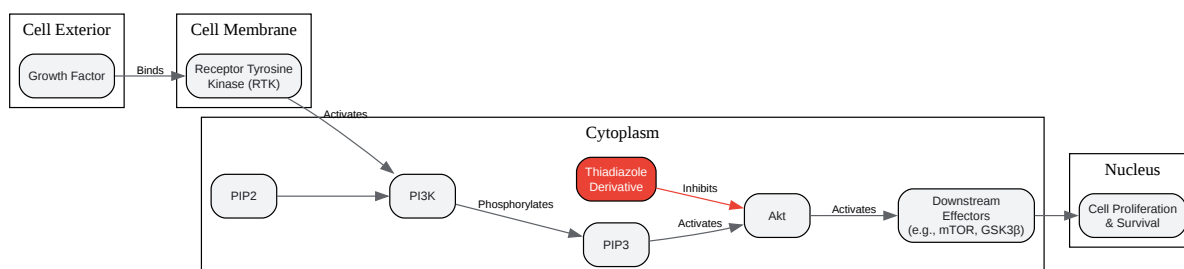 Cell Exterior
Growth Factor
Binds
Cell Membrane
Receptor Tyrosine
Kinase (RTK)
Activates
Cytoplasm
PIP2
PI3K
Phosphorylates
Thiadiazole
Derivative
Inhibits
PIP3
Activates
Akt
Activates
Downstream
Effectors
(e.g., mTOR, GSK3β)
Nucleus
Cell Proliferation
& Survival